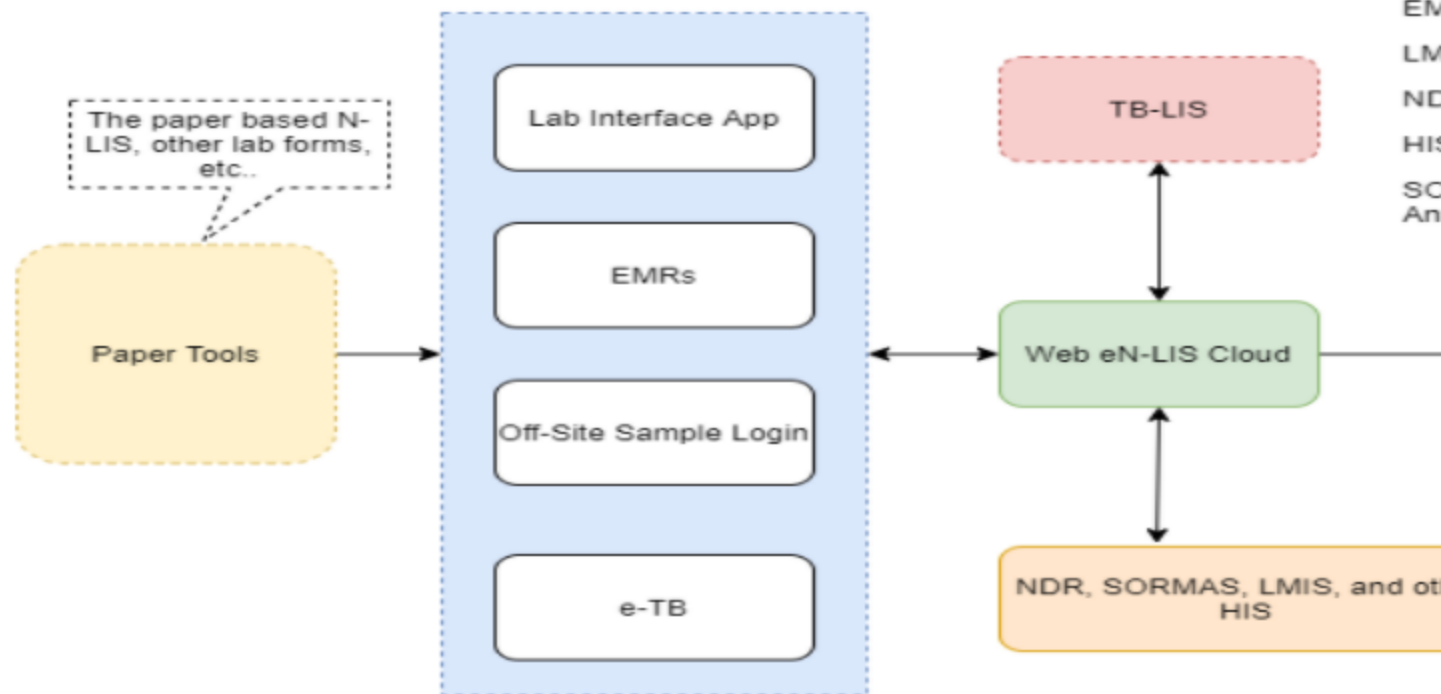 The paper based N-
LIS, other lab forms,
etc..
Paper Tools
Lab Interface App
EMRs
Off-Site Sample Login
e-TB
TB-LIS
Web eN-LIS Cloud
NDR, SORMAS, LMIS, and
HIS